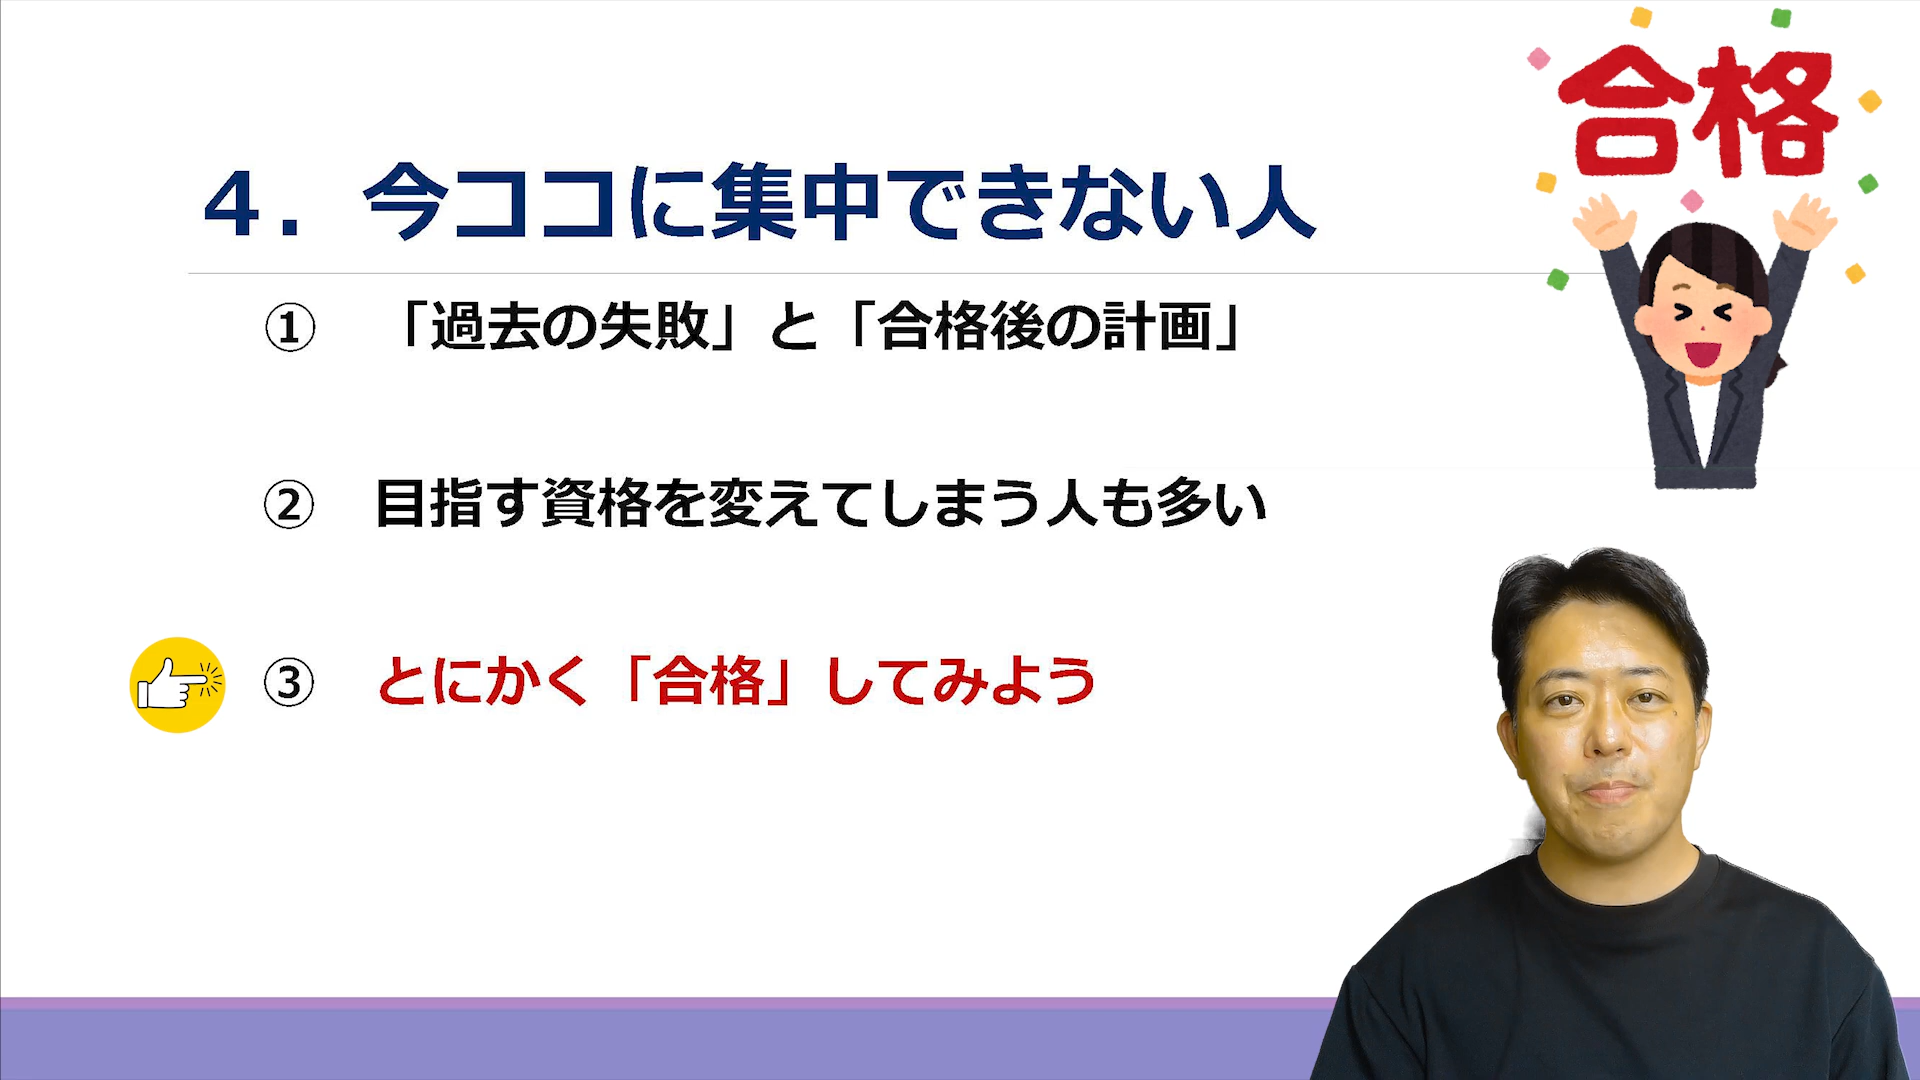 合格
４．今ココに集中できない人
① 「過去の失敗」と「合格後の計画」
② 目指す資格を変えてしまう人も多い
③ とにかく「合格」してみよう